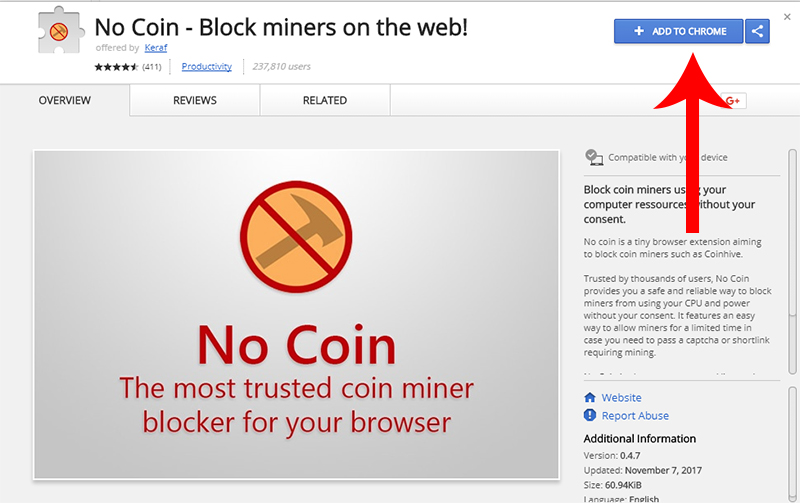 No Coin - Block miners on the web!
offered by Keraf
(411)
Productivity
237,810 users
ADD TO CHROME
OVERVIEW
REVIEWS
RELATED
G+
No Coin
The most trusted coin miner
blocker for your browser
Compatible with your device
Block coin miners using your
computer ressources without your
consent.
No coin is a tiny browser extension aiming
to block coin miners such as Coinhive.
Trusted by thousands of users, No Coin
provides you a safe and reliable way to block
miners from using your CPU and power
without your consent. It features an easy
way to allow miners for a limited time in
case you need to pass a captcha or shortlink
requiring mining.
Website
Report Abuse
Additional Information
Version: 0.4.7
Updated: November 7, 2017
Size: 60.94KiB
Language: English